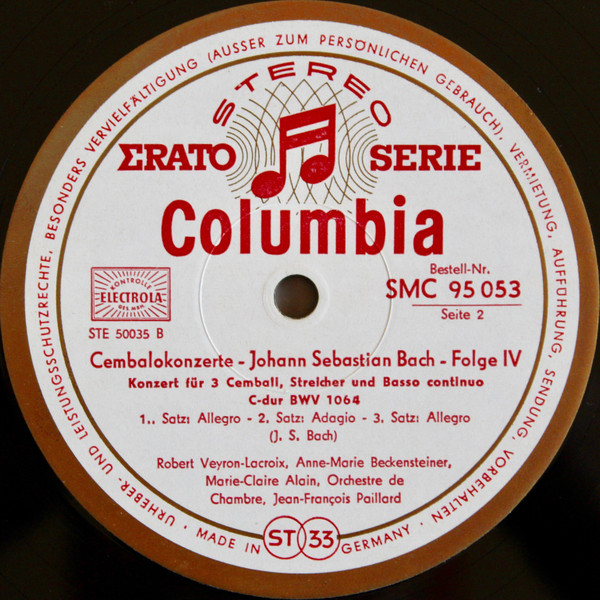 URHEBER- UND LEISTUNGSSCHUTZRECHTE, BESONDERS VERVIELFÄLTIGUNG (AUSSER ZUM PERSÖNLICHEN GEBRAUCH), VERMIETUNG, AUFFÜHRUNG, SENDUNG, VORBEHALTEN ·
STEREO
ΣRATO SERIE
Columbia
KONTROLLE
ELECTROLA
Bestell-Nr.
SMC 95 053
Seite 2
STE 50035 B
Cembalokonzerte - Johann Sebastian Bach - Folge IV
Konzert für 3 Cembali, Streicher und Basso continuo
C-dur BWV 1064
1.. Satz: Allegro - 2. Satz: Adagio - 3. Satz: Allegro
(J. S. Bach)
Robert Veyron-Lacroix, Anne-Marie Beckensteiner,
Marie-Claire Alain, Orchestre de
Chambre, Jean-François Paillard
· MADE IN ST 33 GERMANY ·